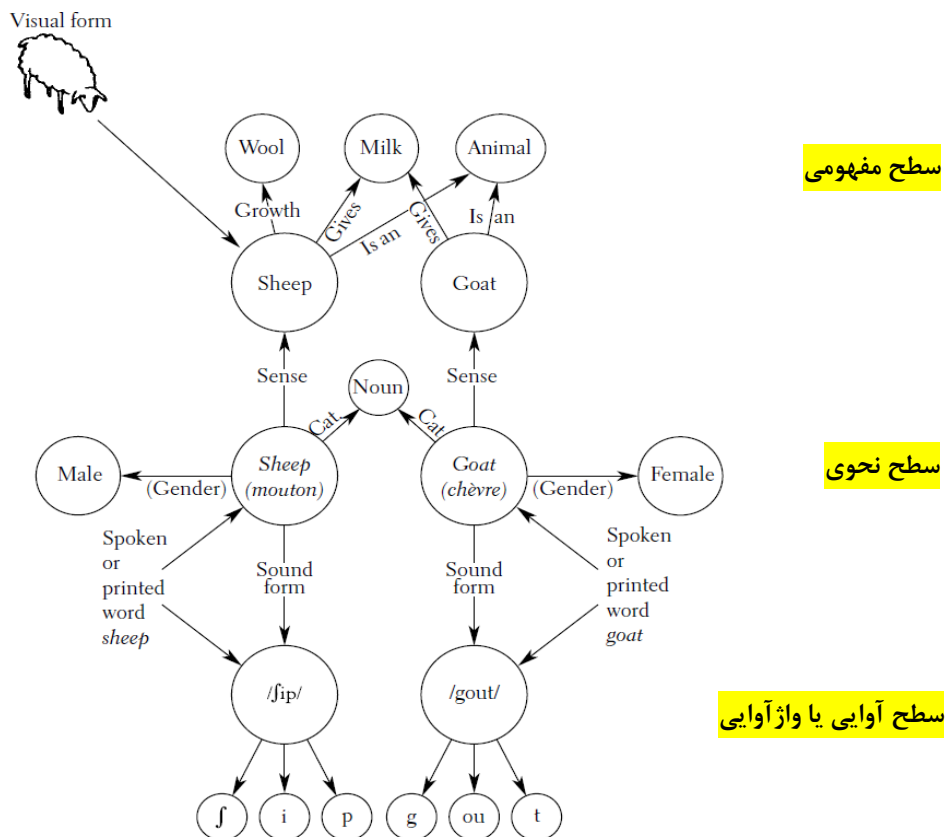 Visual form
Wool
Milk
Animal
سطح مفهومی
Growth
Gives
Is an
Gives
Is an
Sheep
Goat
Sense
Noun
Sense
Cat.
Cat
Male
(Gender)
Sheep
(mouton)
Goat
(chèvre)
(Gender)
Female
سطح نحوی
Spoken
or
printed
word
sheep
Sound
form
Sound
form
Spoken
or
printed
word
goat
/ʃip/
/gout/
سطح آوایی یا واژآوایی
ʃ
i
p
g
ou
t